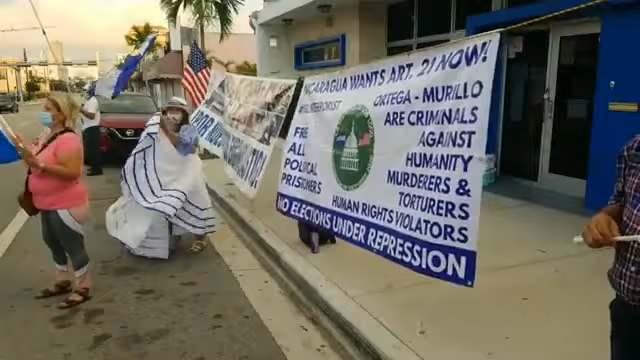 NICARAGUA WANTS ART. 21 NOW!
ORTEGA - MURILLO
ARE CRIMINALS
AGAINST
HUMANITY
MURDERERS &
TORTURERS
HUMAN RIGHTS VIOLATORS
FREE
ALL
POLITICAL
PRISONERS
NO ELECTIONS UNDER REPRESSION